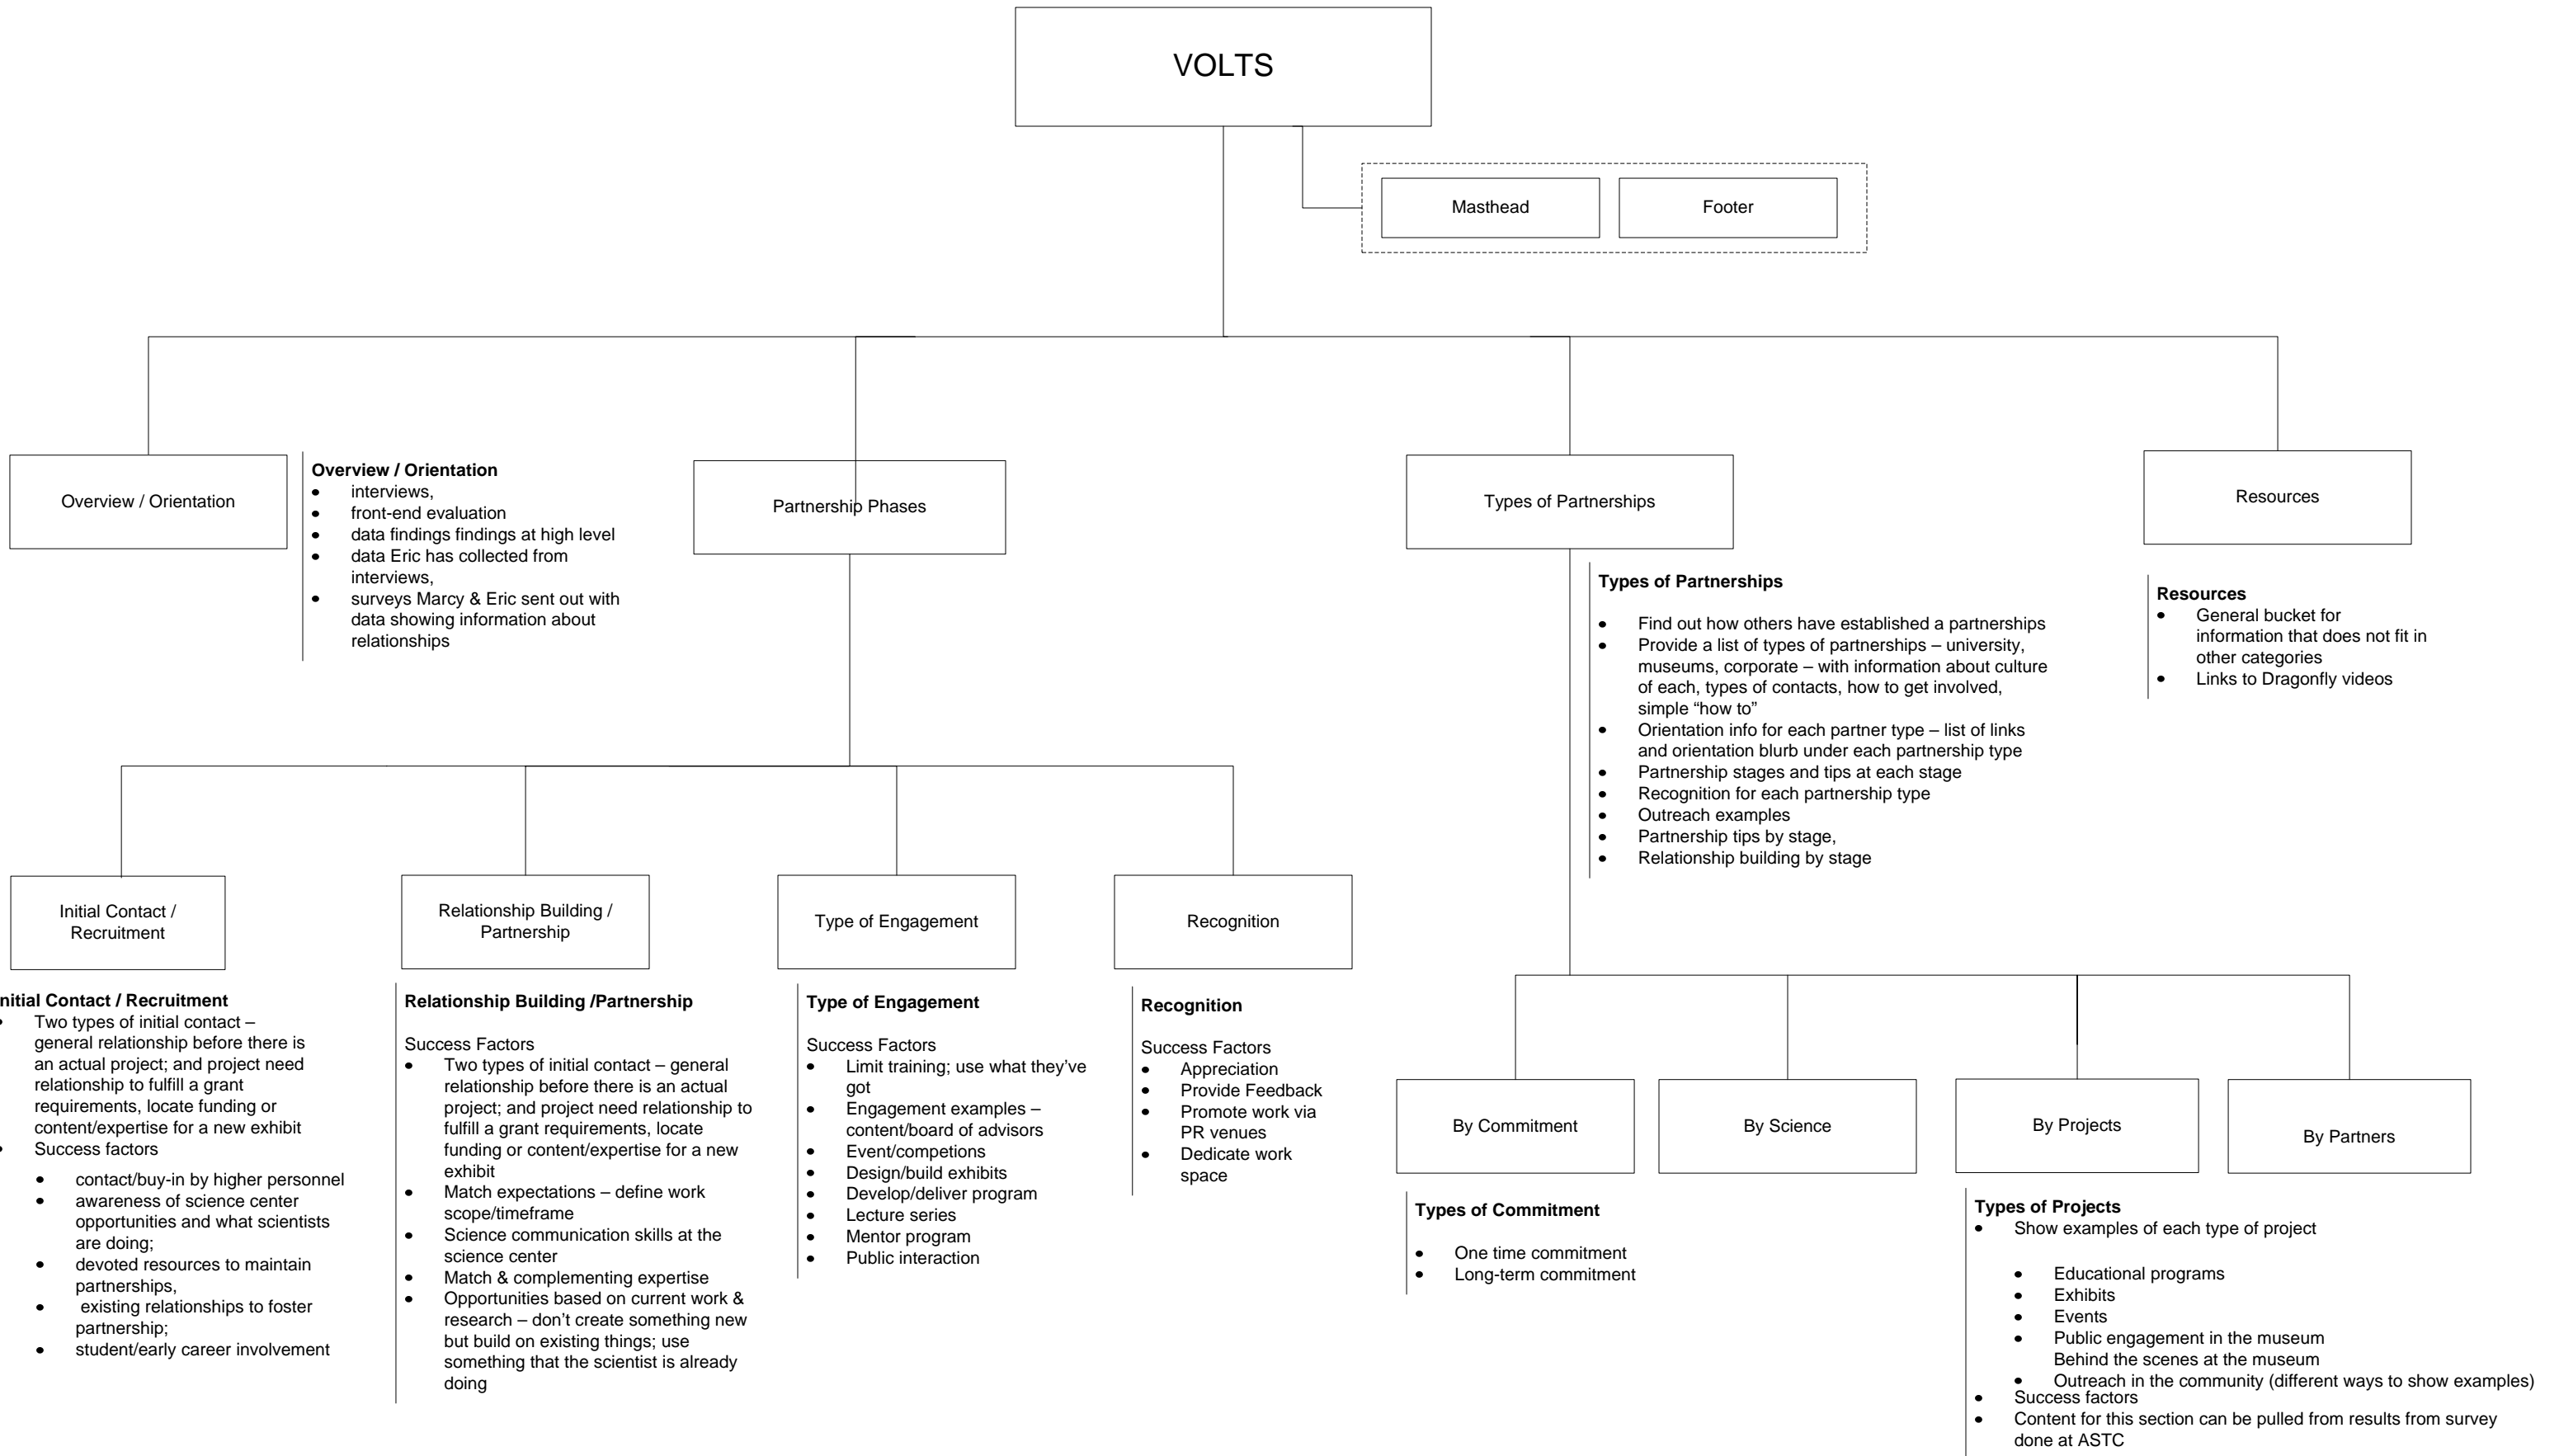 VOLTS
Masthead
Footer
Overview / Orientation
Overview / Orientation
• interviews,
• front-end evaluation
• data findings findings at high level
• data Eric has collected from
interviews,
• surveys Marcy & Eric sent out with
data showing information about
relationships
Partnership Phases
Types of Partnerships
Resources
Types of Partnerships
• Find out how others have established a partnerships
• Provide a list of types of partnerships – university,
museums, corporate – with information about culture
of each, types of contacts, how to get involved,
simple “how to”
• Orientation info for each partner type – list of links
and orientation blurb under each partnership type
• Partnership stages and tips at each stage
• Recognition for each partnership type
• Outreach examples
• Partnership tips by stage,
• Relationship building by stage
Resources
• General bucket for
information that does not fit in
other categories
• Links to Dragonfly videos
Initial Contact /
Recruitment
Relationship Building /
Partnership
Type of Engagement
Recognition
nitial Contact / Recruitment
• Two types of initial contact –
general relationship before there is
an actual project; and project need
relationship to fulfill a grant
requirements, locate funding or
content/expertise for a new exhibit
• Success factors
• contact/buy-in by higher personnel
• awareness of science center
opportunities and what scientists
are doing;
• devoted resources to maintain
partnerships,
• existing relationships to foster
partnership;
• student/early career involvement
Relationship Building /Partnership
Success Factors
• Two types of initial contact – general
relationship before there is an actual
project; and project need relationship to
fulfill a grant requirements, locate
funding or content/expertise for a new
exhibit
• Match expectations – define work
scope/timeframe
• Science communication skills at the
science center
• Match & complementing expertise
• Opportunities based on current work &
research – don’t create something new
but build on existing things; use
something that the scientist is already
doing
Type of Engagement
Success Factors
• Limit training; use what they’ve
got
• Engagement examples –
content/board of advisors
• Event/competions
• Design/build exhibits
• Develop/deliver program
• Lecture series
• Mentor program
• Public interaction
Recognition
Success Factors
• Appreciation
• Provide Feedback
• Promote work via
PR venues
• Dedicate work
space
By Commitment
By Science
By Projects
By Partners
Types of Commitment
• One time commitment
• Long-term commitment
Types of Projects
• Show examples of each type of project
• Educational programs
• Exhibits
• Events
• Public engagement in the museum
Behind the scenes at the museum
• Outreach in the community (different ways to show examples)
• Success factors
• Content for this section can be pulled from results from survey
done at ASTC